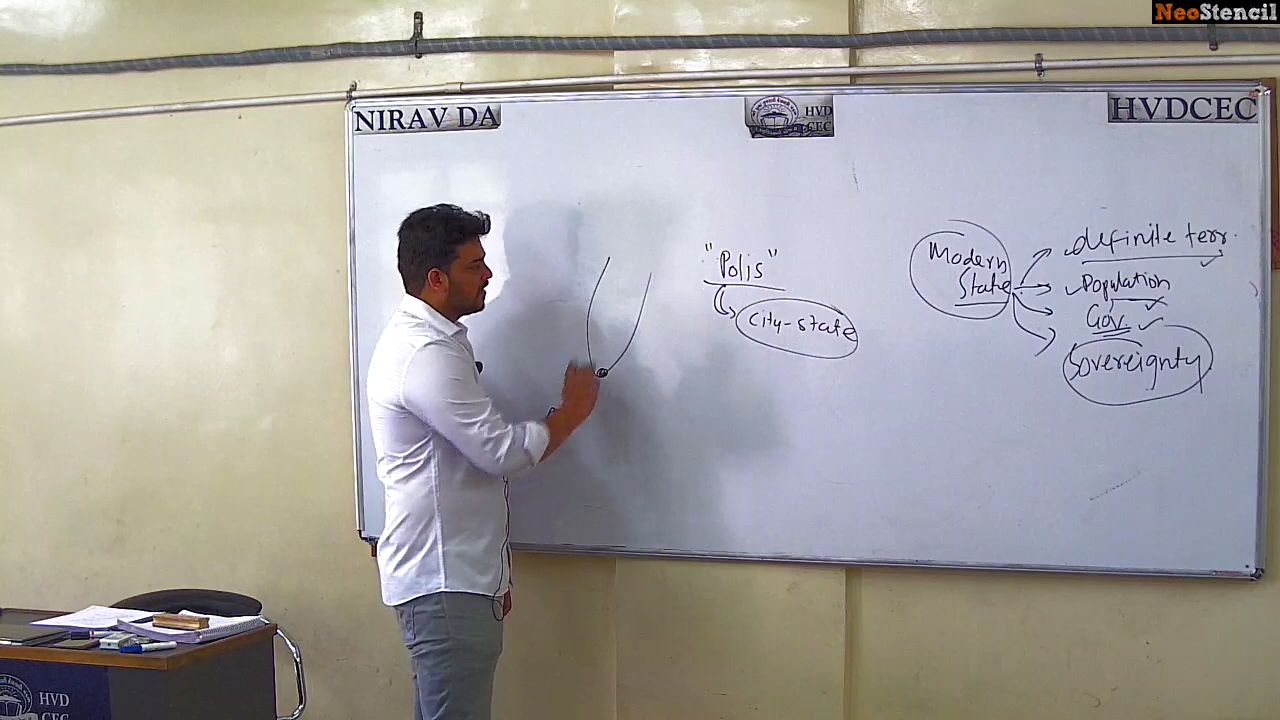 NeoStencil
NIRAV DA
HVD
CEC
HVDCEC
"Polis"
City-state
Modern
State
definite terr.
Population
Gov.
Sovereignty
HVD
CEC